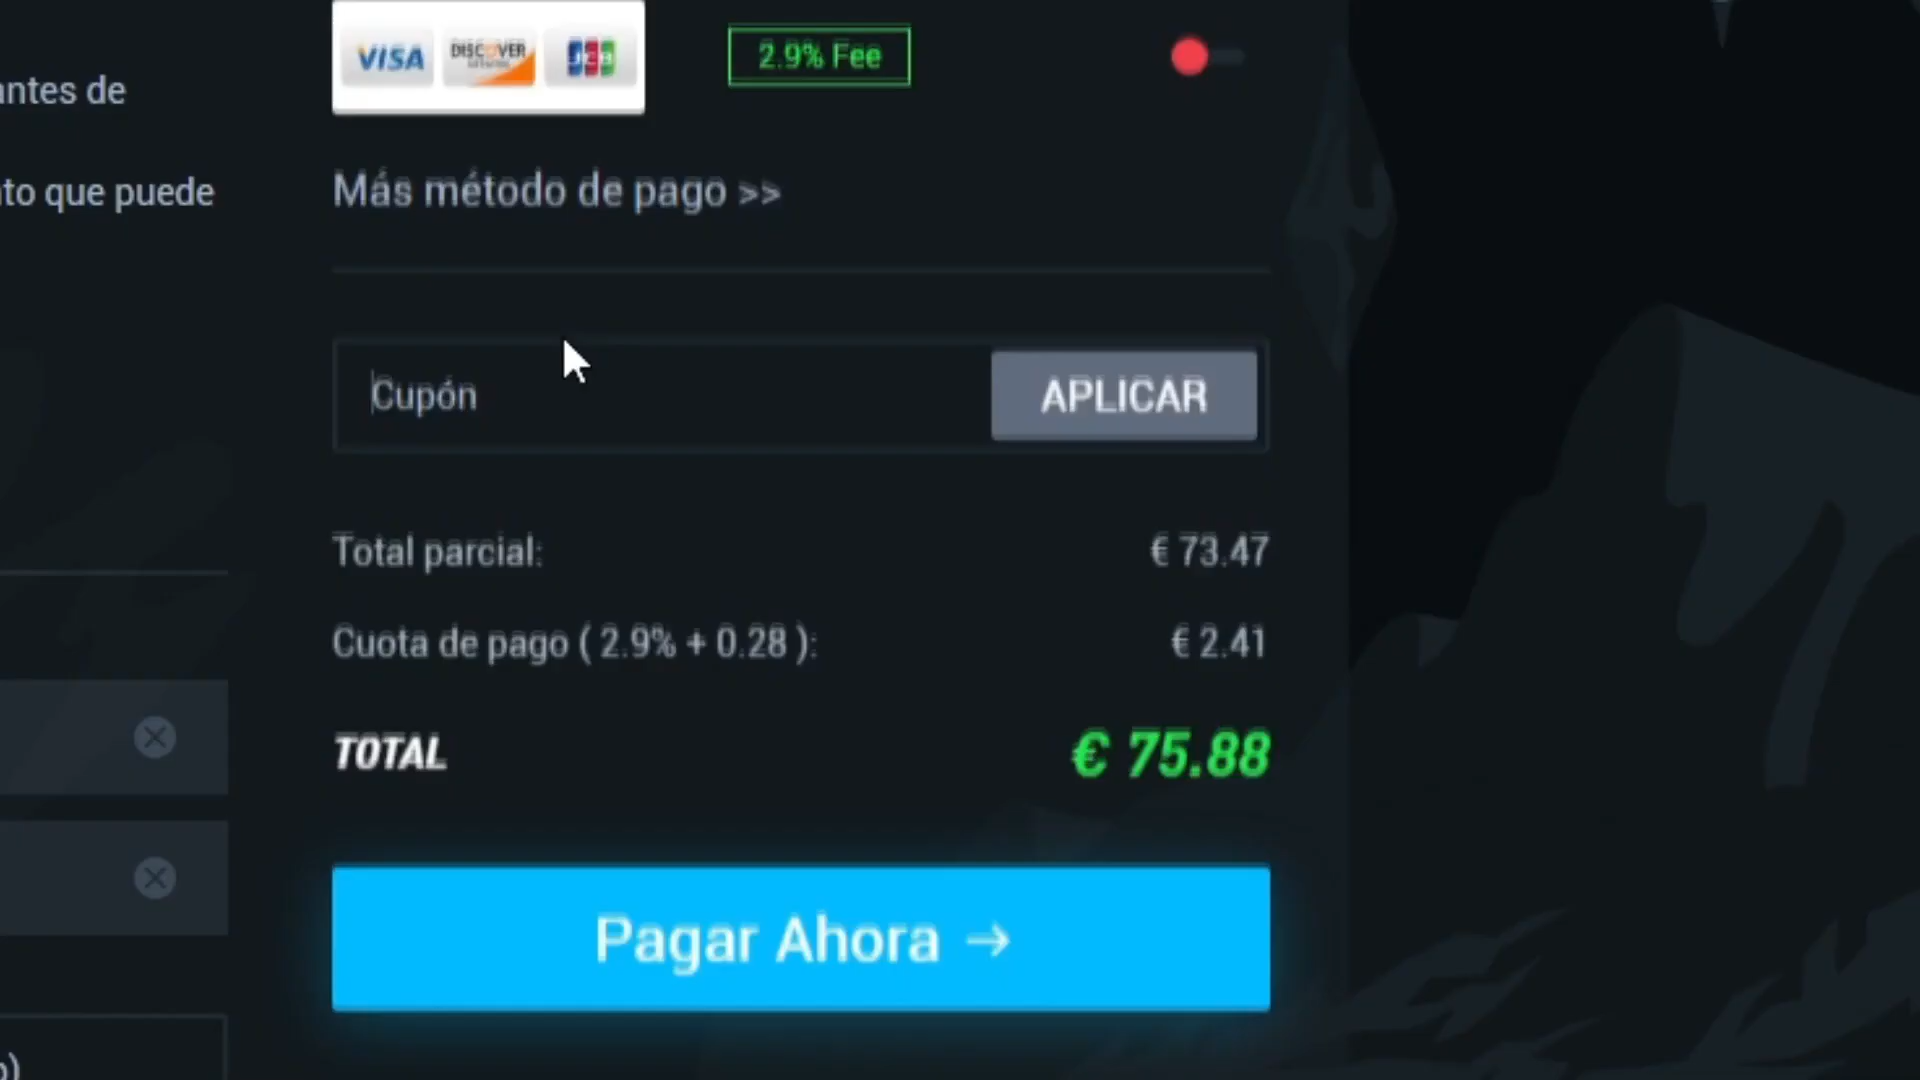 VISA DISCOVER JCB 2.9% Fee
antes de
Más método de pago >>
to que puede
Cupón APLICAR
Total parcial: € 73.47
Cuota de pago ( 2.9% + 0.28 ): € 2.41
TOTAL € 75.88
Pagar Ahora →
o)